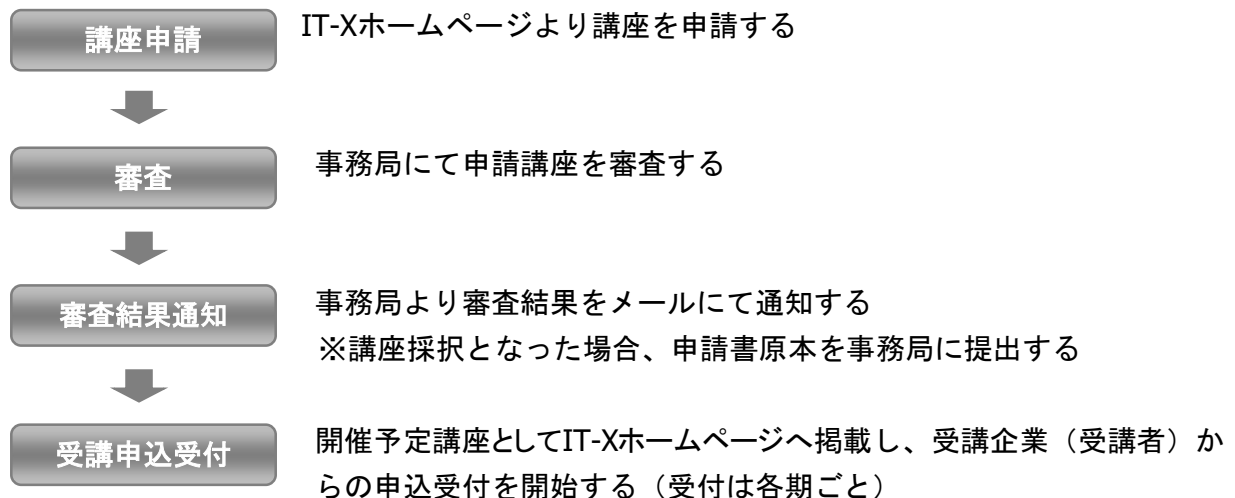 講座申請
IT-Xホームページより講座を申請する
審査
事務局にて申請講座を審査する
審査結果通知
事務局より審査結果をメールにて通知する
※講座採択となった場合、申請書原本を事務局に提出する
受講申込受付
開催予定講座としてIT-Xホームページへ掲載し、受講企業（受講者）か
らの申込受付を開始する（受付は各期ごと）